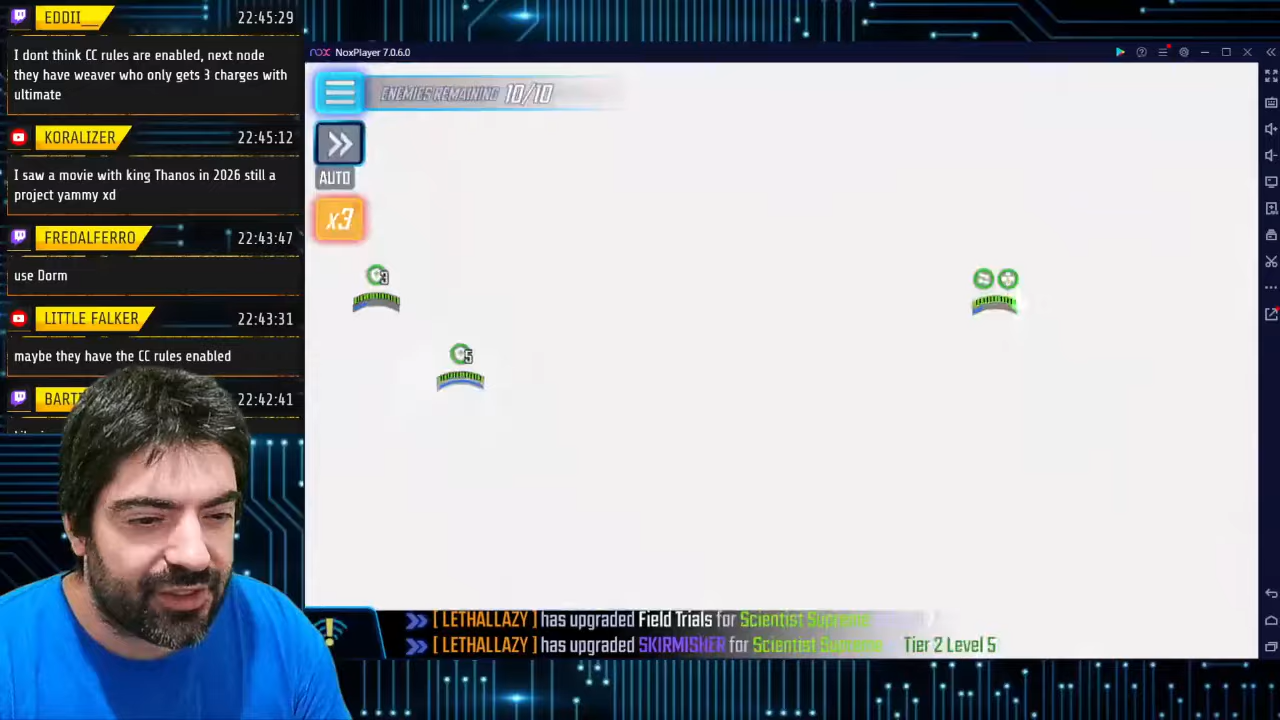 EDDII__
22:45:29
I dont think CC rules are enabled, next node
they have weaver who only gets 3 charges with
ultimate
KORALIZER
22:45:12
I saw a movie with king Thanos in 2026 still a
project yammy xd
FREDALFERRO
22:43:47
use Dorm
LITTLE FALKER
22:43:31
maybe they have the CC rules enabled
22:42:41
nox NoxPlayer 7.0.6.0
ENEMIES REMAINING 10/10
AUTO
x3
3
5
[ LETHALLAZY ] has upgraded Field Trials for Scientist Supreme
[ LETHALLAZY ] has upgraded SKIRMISHER for Scientist Supreme Tier 2 Level 5